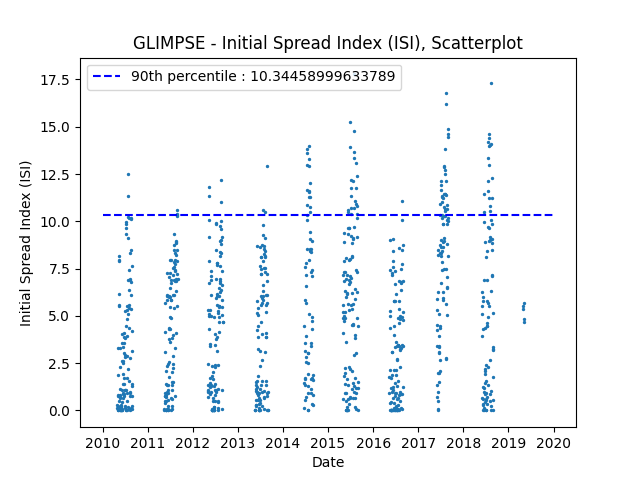 GLIMPSE - Initial Spread Index (ISI), Scatterplot
90th percentile : 10.34458999633789
Initial Spread Index (ISI)
17.5
15.0
12.5
10.0
7.5
5.0
2.5
0.0
2010 2011 2012 2013 2014 2015 2016 2017 2018 2019 2020
Date